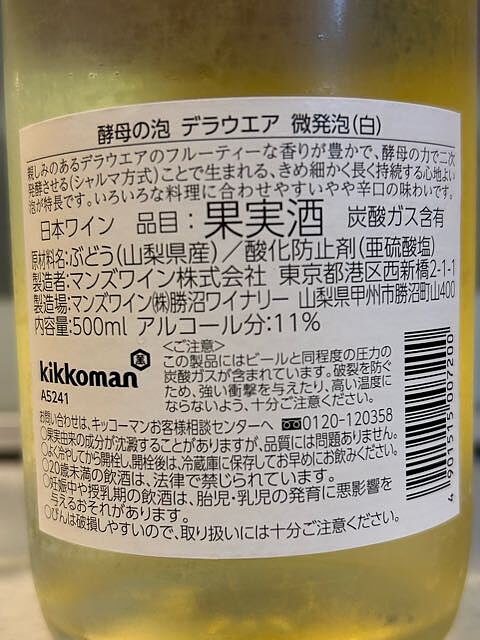 酵母の泡 デラウエア 微発泡(白)
親しみのあるデラウエアのフルーティーな香りが豊かで、酵母の力で二次
発酵させる(シャルマ方式)ことで生まれる、きめ細かく長く持続する心地よい
泡が特長です。いろいろな料理に合わせやすいやや辛口の味わいです。
日本ワイン 品目:果実酒 炭酸ガス含有
原材料名:ぶどう(山梨県産)/酸化防止剤(亜硫酸塩)
製造者:マンズワイン株式会社 東京都港区西新橋2-1-1
製造場:マンズワイン㈱勝沼ワイナリー 山梨県甲州市勝沼町山400
内容量:500ml アルコール分:11%
kikkoman
A5241
<ご注意>
この製品にはビールと同程度の圧力の
炭酸ガスが含まれています。破裂を防ぐ
ため、強い衝撃を与えたり、高い温度に
ならないよう、十分ご注意ください。
お問い合わせは、キッコーマンお客様相談センターへ 0120-120358
○果実由来の成分が沈澱することがありますが、品質には問題ありません。
○よく冷やしてから開栓し、開栓後は、冷蔵庫に保存してお早めにお飲みください。
○20歳未満の飲酒は、法律で禁じられています。
○妊娠中や授乳期の飲酒は、胎児・乳児の発育に悪影響を
与えるおそれがあります。
○びんは破損しやすいので、取り扱いには十分ご注意ください。
4 901515 007200